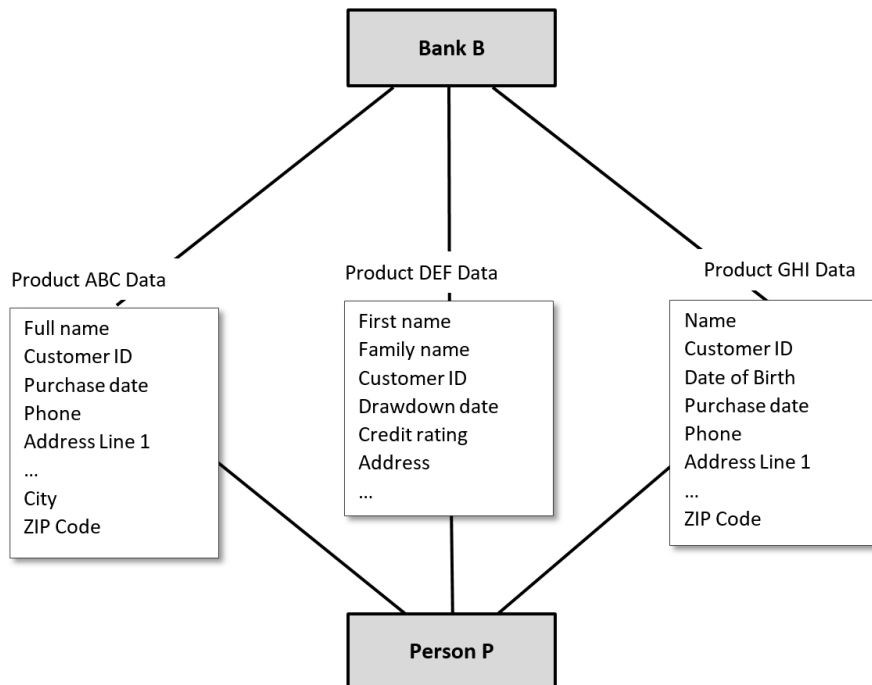 Bank B
Product ABC Data
Full name
Customer ID
Purchase date
Phone
Address Line 1
...
City
ZIP Code
Product DEF Data
First name
Family name
Customer ID
Drawdown date
Credit rating
Address
...
Product GHI Data
Name
Customer ID
Date of Birth
Purchase date
Phone
Address Line 1
...
ZIP Code
Person P